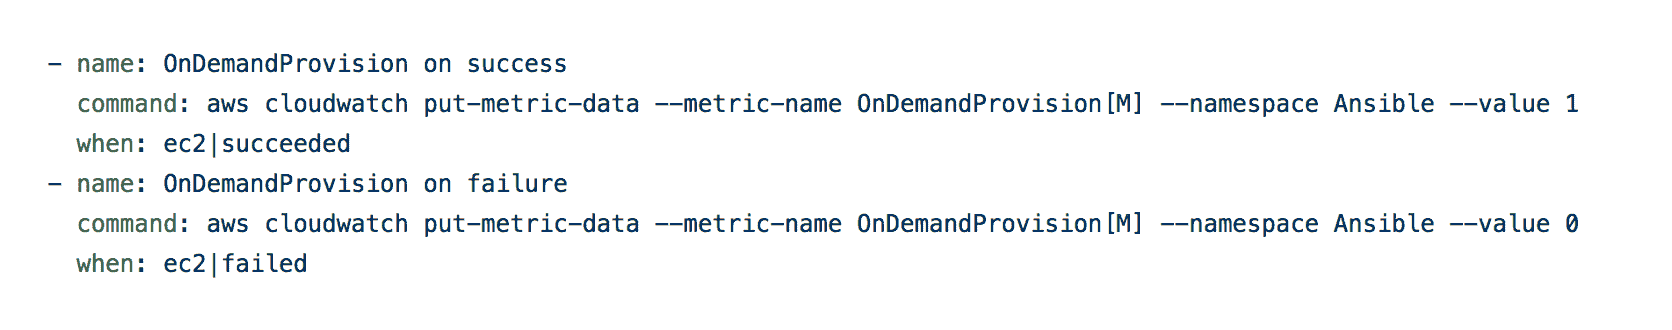 - name: OnDemandProvision on success
  command: aws cloudwatch put-metric-data --metric-name OnDemandProvision[M] --namespace Ansible --value 1
  when: ec2|succeeded
- name: OnDemandProvision on failure
  command: aws cloudwatch put-metric-data --metric-name OnDemandProvision[M] --namespace Ansible --value 0
  when: ec2|failed